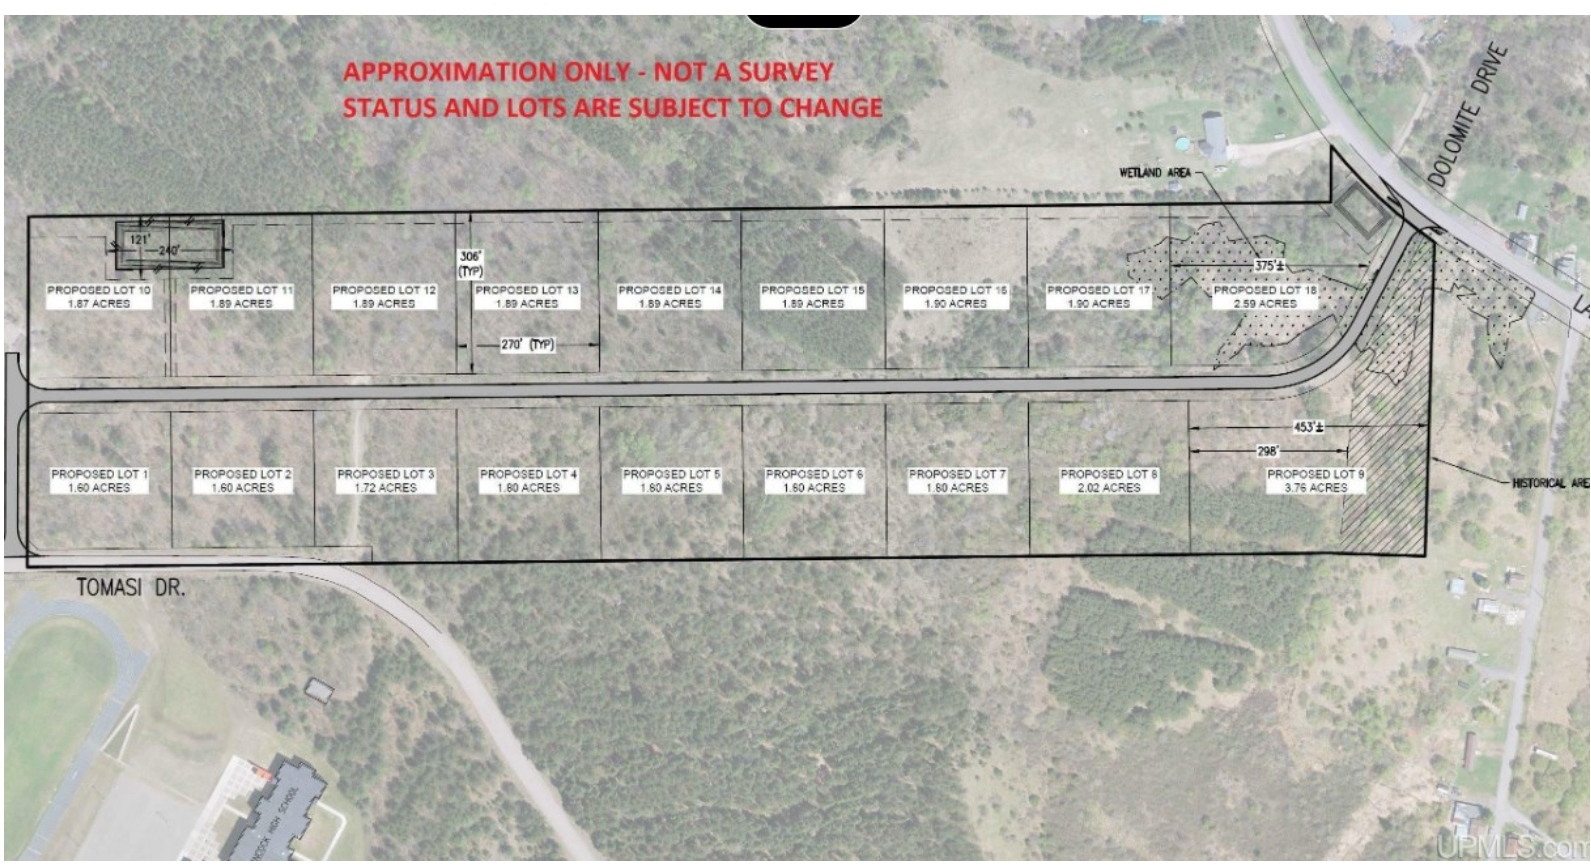 APPROXIMATION ONLY - NOT A SURVEY
STATUS AND LOTS ARE SUBJECT TO CHANGE
DOLOMITE DRIVE
WETLAND AREA
121'
240'
306'
(TYP)
375'±
PROPOSED LOT 10
1.87 ACRES
PROPOSED LOT 11
1.89 ACRES
PROPOSED LOT 12
1.89 ACRES
PROPOSED LOT 13
1.89 ACRES
PROPOSED LOT 14
1.89 ACRES
PROPOSED LOT 15
1.89 ACRES
PROPOSED LOT 16
1.90 ACRES
PROPOSED LOT 17
1.90 ACRES
PROPOSED LOT 18
2.59 ACRES
270' (TYP)
453'±
298'
PROPOSED LOT 1
1.60 ACRES
PROPOSED LOT 2
1.60 ACRES
PROPOSED LOT 3
1.72 ACRES
PROPOSED LOT 4
1.80 ACRES
PROPOSED LOT 5
1.80 ACRES
PROPOSED LOT 6
1.80 ACRES
PROPOSED LOT 7
1.80 ACRES
PROPOSED LOT 8
2.02 ACRES
PROPOSED LOT 9
3.76 ACRES
HISTORICAL AREA
TOMASI DR.
HIGH SCHOOL
UPMLS.com